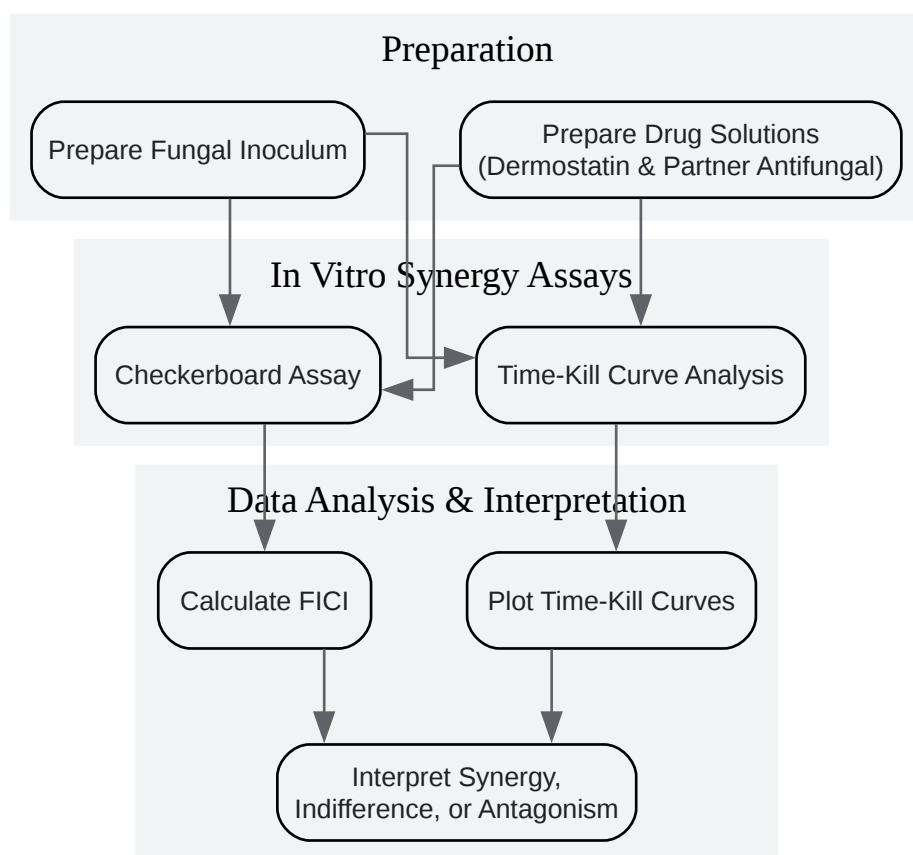 Preparation
Prepare Fungal Inoculum
Prepare Drug Solutions
(Dermostatin & Partner Antifungal)
In Vitro Synergy Assays
Checkerboard Assay
Time-Kill Curve Analysis
Data Analysis & Interpretation
Calculate FICI
Plot Time-Kill Curves
Interpret Synergy,
Indifference, or Antagonism